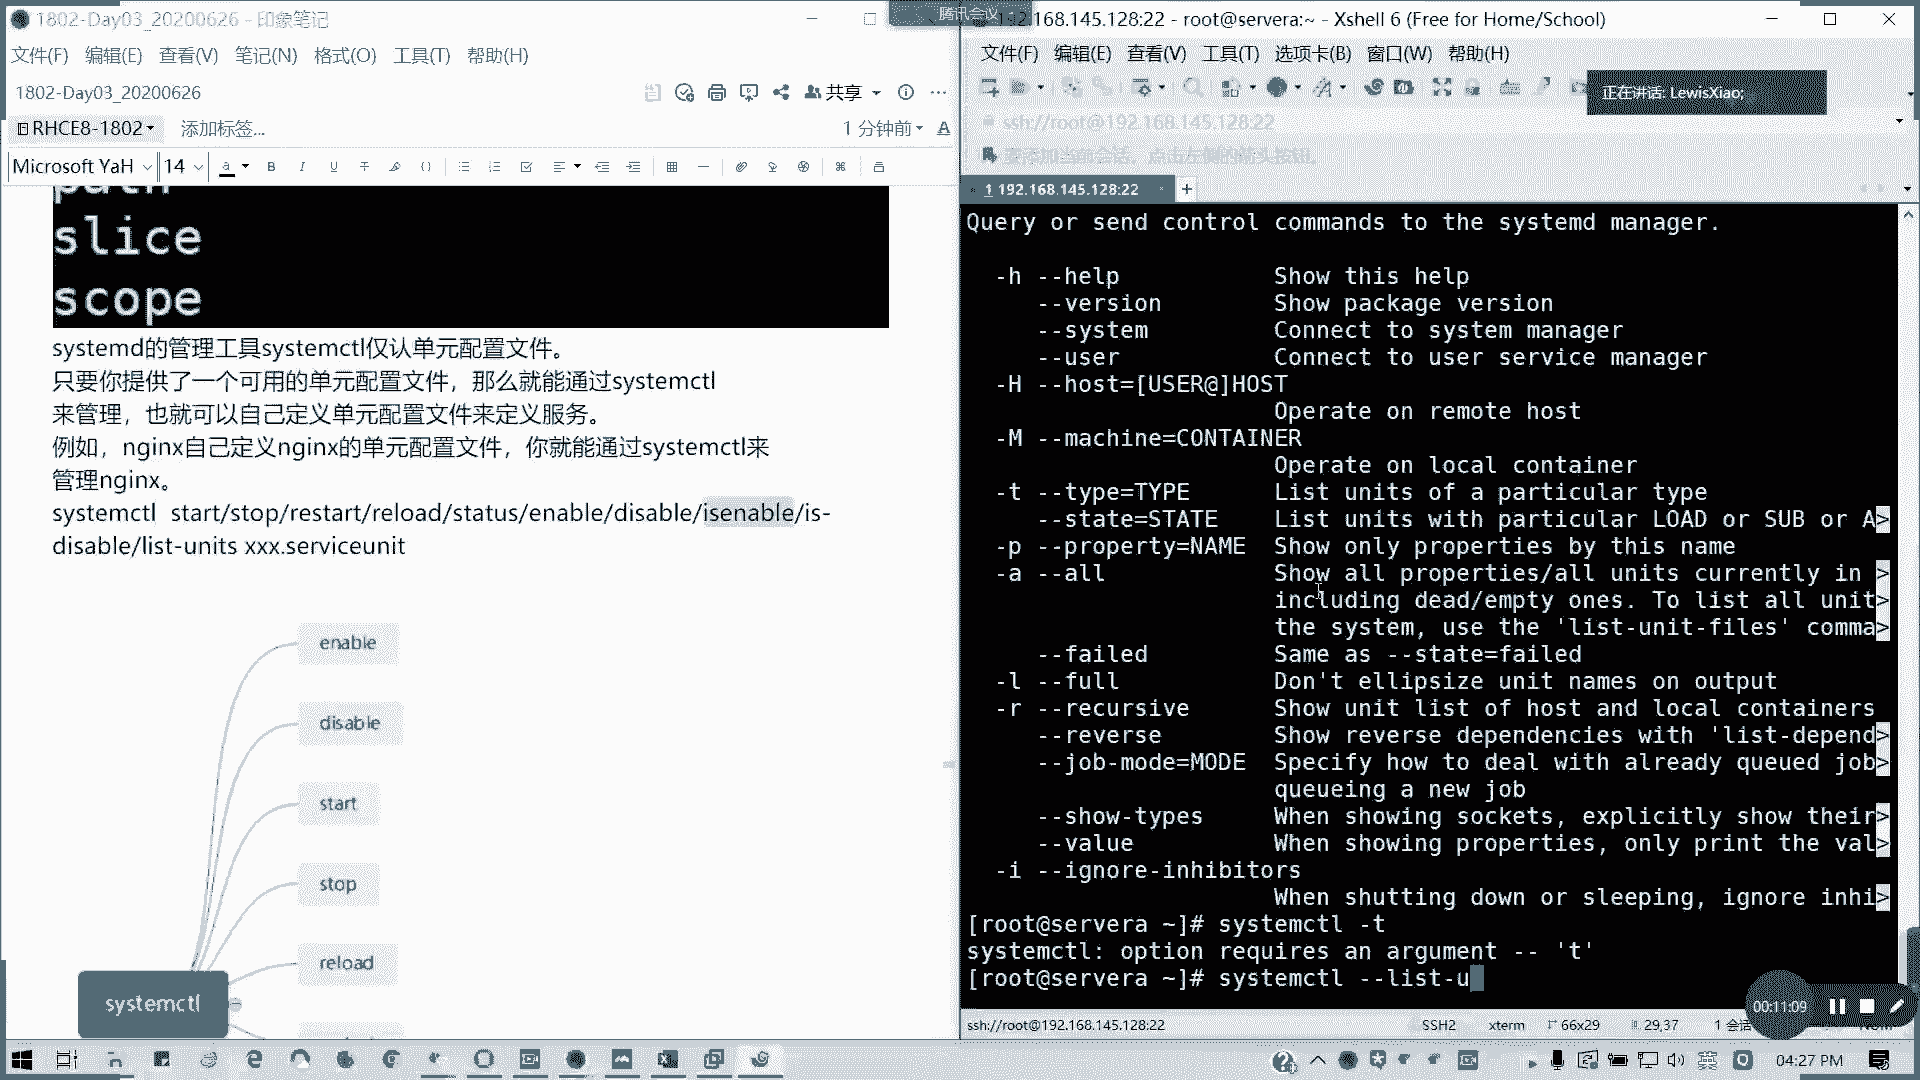 1802-Day03_20200626 - 印象笔记
文件(F) 编辑(E) 查看(V) 笔记(N) 格式(O) 工具(T) 帮助(H)
1802-Day03_20200626
共享
RHCE8-1802 添加标签...
1 分钟前
Microsoft YaH 14
path
slice
scope
systemd的管理工具systemctl仅认单元配置文件。
只要你提供了一个可用的单元配置文件，那么就能通过systemctl
来管理，也就可以自己定义单元配置文件来定义服务。
例如，nginx自己定义nginx的单元配置文件，你就能通过systemctl来
管理nginx。
systemctl start/stop/restart/reload/status/enable/disable/isenable/is-
disable/list-units xxx.serviceunit
enable
disable
start
stop
reload
systemctl
腾讯会议
192.168.145.128:22 - root@servera:~ - Xshell 6 (Free for Home/School)
文件(F) 编辑(E) 查看(V) 工具(T) 选项卡(B) 窗口(W) 帮助(H)
正在讲话: LewisXiao;
ssh://root@192.168.145.128:22
要添加当前会话，点击左侧的箭头按钮。
1 192.168.145.128:22
Query or send control commands to the systemd manager.
-h --help Show this help
--version Show package version
--system Connect to system manager
--user Connect to user service manager
-H --host=[USER@]HOST
Operate on remote host
-M --machine=CONTAINER
Operate on local container
-t --type=TYPE List units of a particular type
--state=STATE List units with particular LOAD or SUB or A>
-p --property=NAME Show only properties by this name
-a --all Show all properties/all units currently in >
including dead/empty ones. To list all unit>
the system, use the 'list-unit-files' comma>
--failed Same as --state=failed
-l --full Don't ellipsize unit names on output
-r --recursive Show unit list of host and local containers
--reverse Show reverse dependencies with 'list-depend>
--job-mode=MODE Specify how to deal with already queued job>
queueing a new job
--show-types When showing sockets, explicitly show their>
--value When showing properties, only print the val>
-i --ignore-inhibitors
When shutting down or sleeping, ignore inhi>
[root@servera ~]# systemctl -t
systemctl: option requires an argument -- 't'
[root@servera ~]# systemctl --list-u
00:11:09
ssh://root@192.168.145.128:22 SSH2 xterm 66x29 29,37 1 会话 NUM
英 04:27 PM